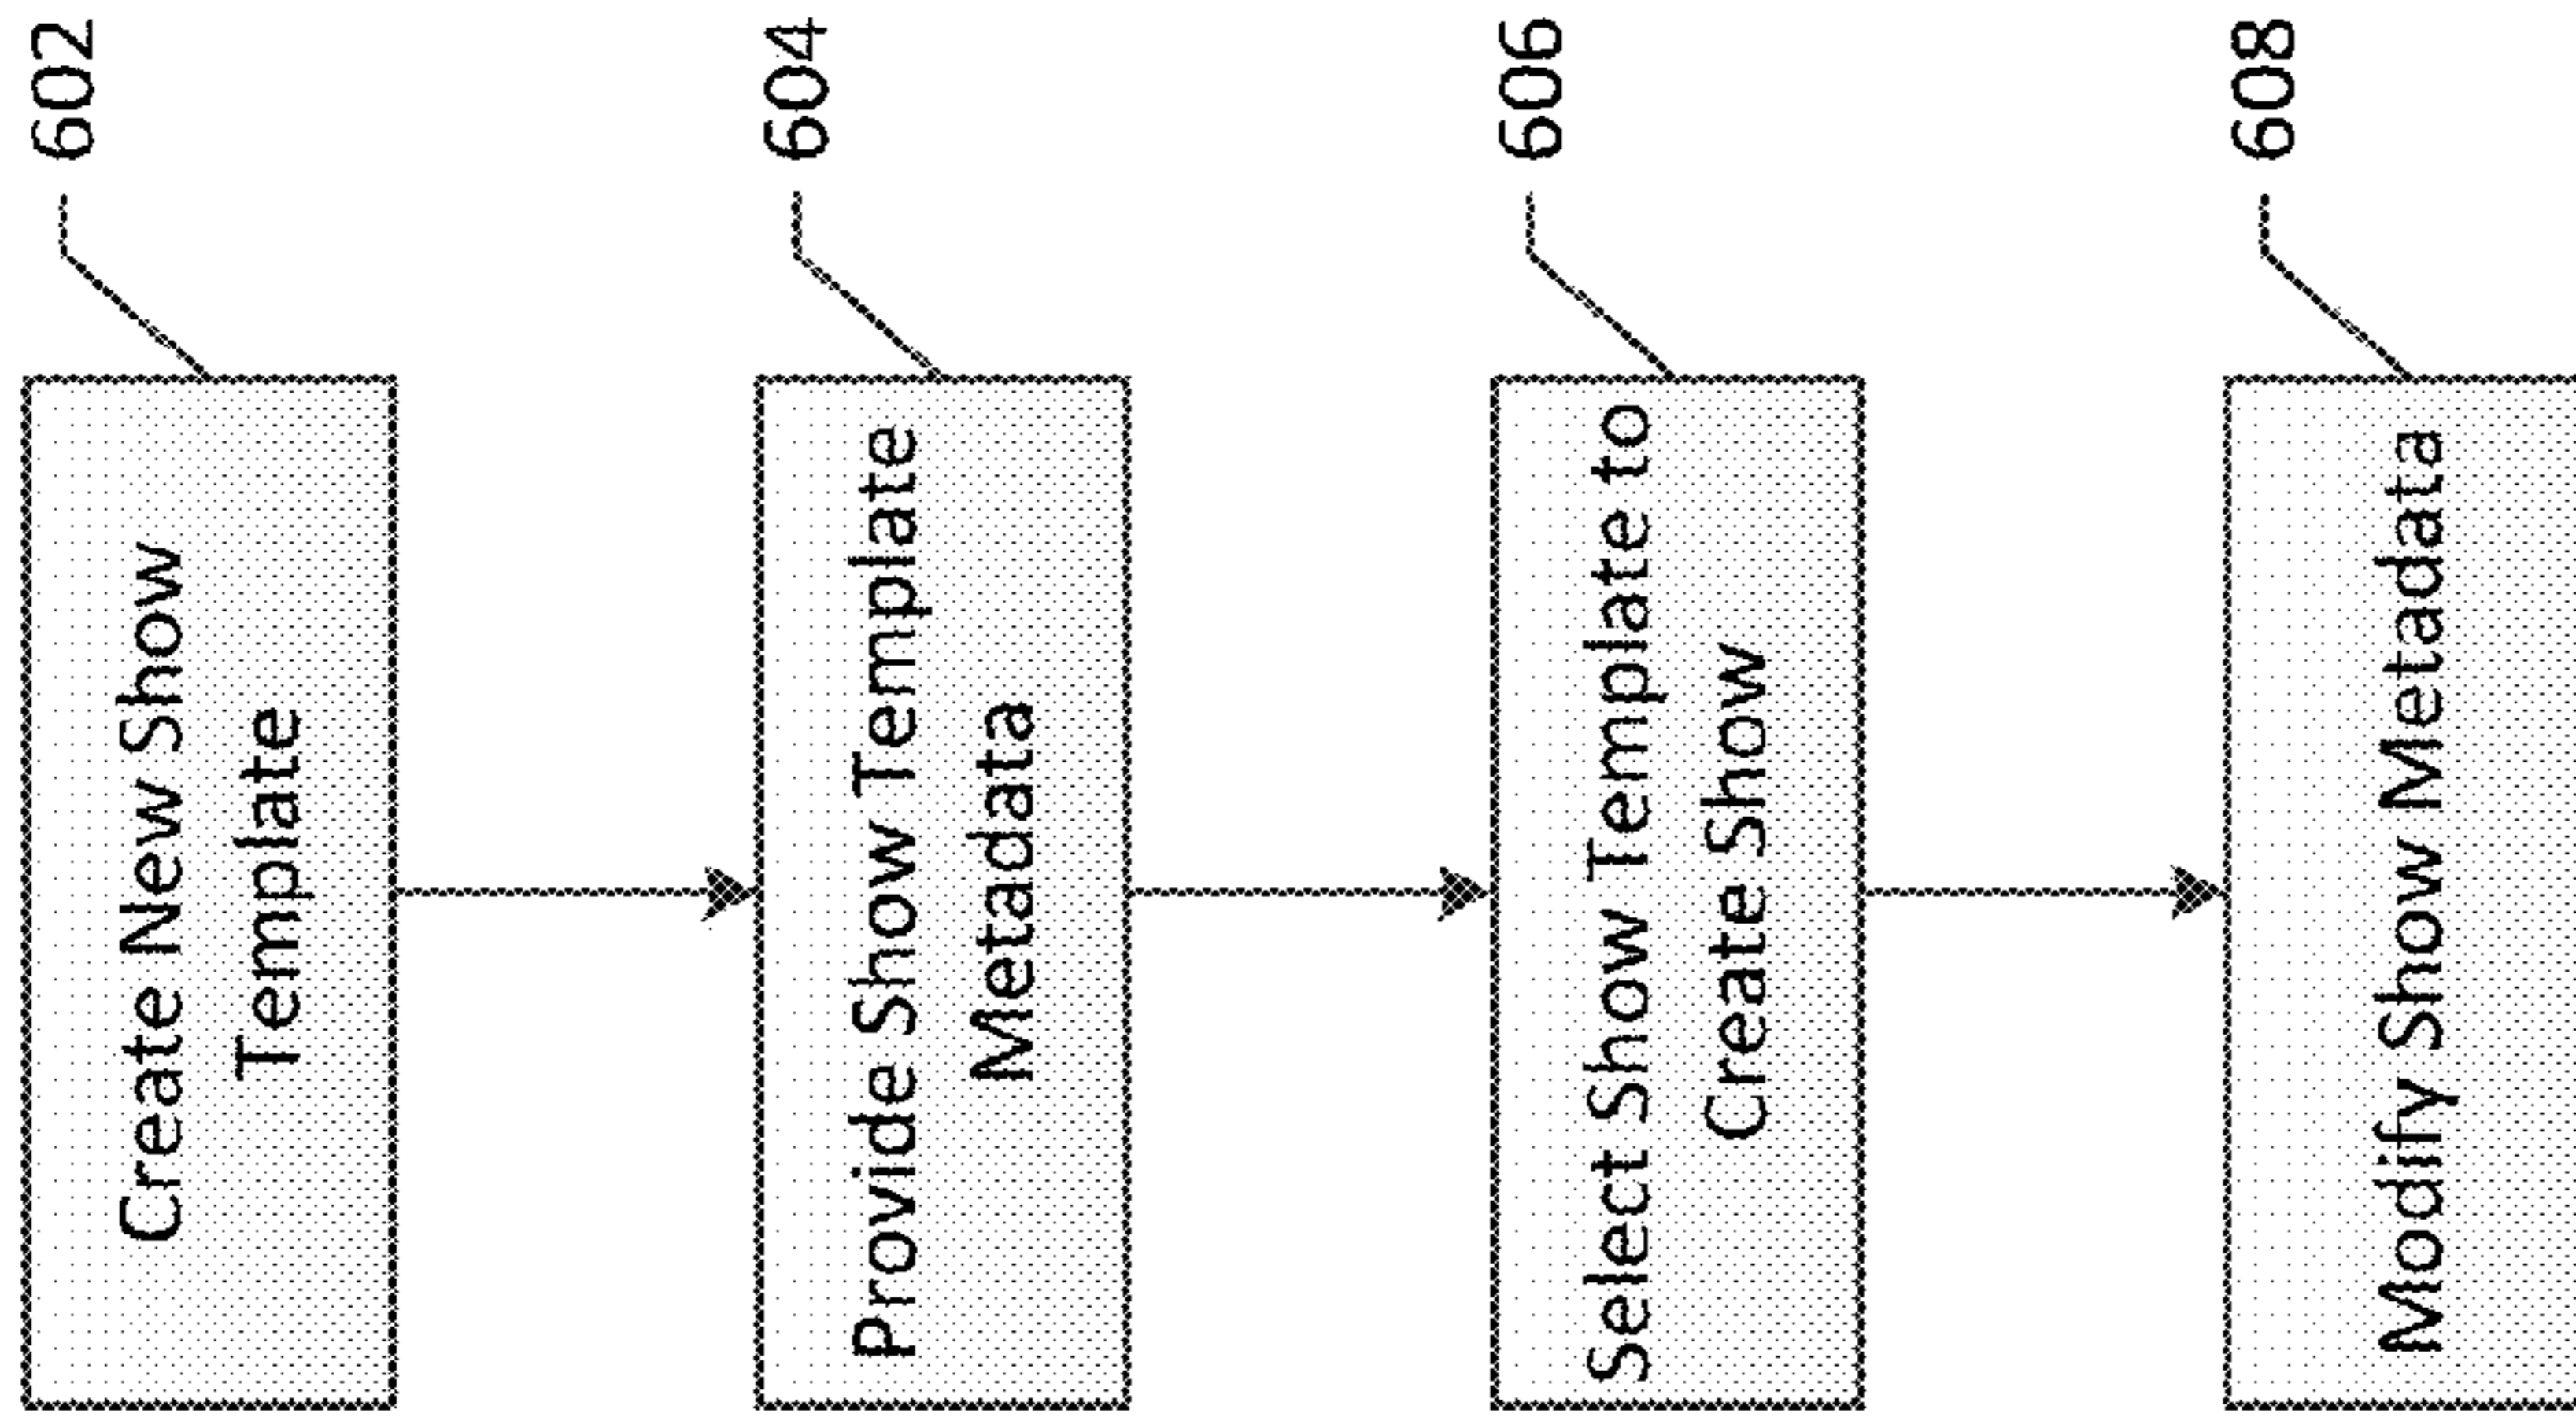 602
Create New Show
Template
604
Provide Show Template
Metadata
606
Select Show Template to
Create Show
608
Modify Show Metadata